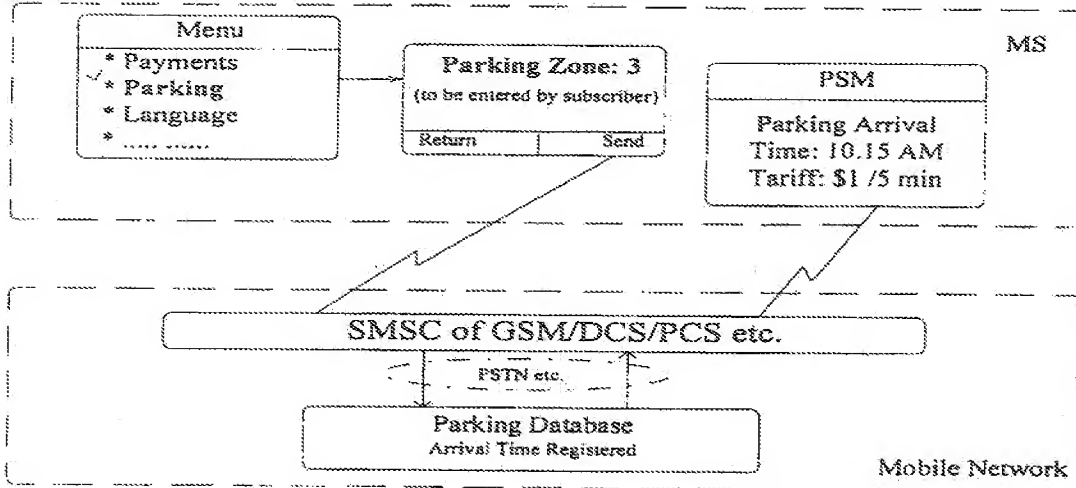 Menu
* Payments
* Parking
* Language
* ..... ......
Parking Zone: 3
(to be entered by subscriber)
Return
Send
MS
PSM
Parking Arrival
Time: 10.15 AM
Tariff: $1 /5 min
SMSC of GSM/DCS/PCS etc.
PSTN etc.
Parking Database
Arrival Time Registered
Mobile Network